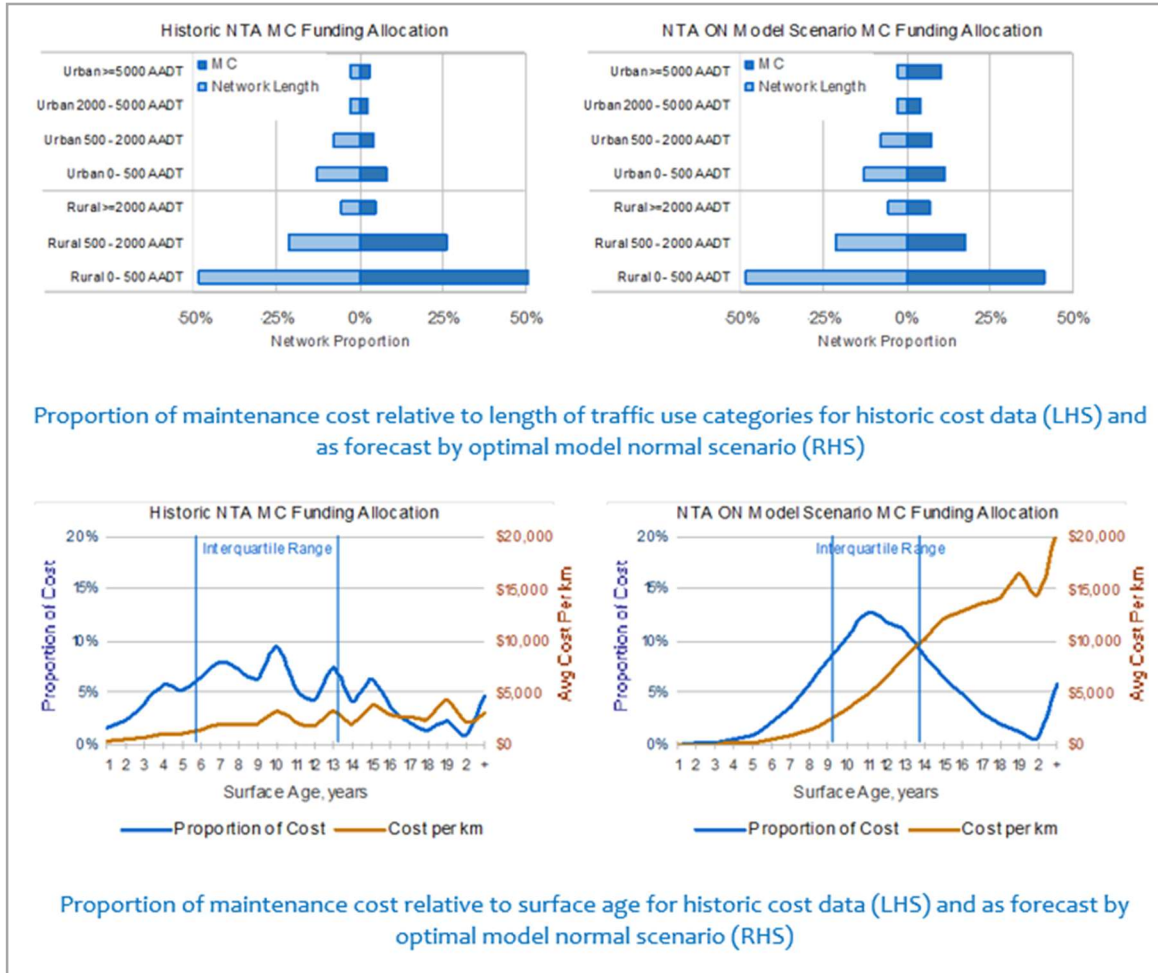 Historic NTA MC Funding Allocation
Urban >=5000 AADT
Urban 2000 - 5000 AADT
Urban 500 - 2000 AADT
Urban 0 - 500 AADT
Rural >=2000 AADT
Rural 500 - 2000 AADT
Rural 0 - 500 AADT
MC
Network Length
50% 25% 0% 25% 50%
Network Proportion
NTA ON Model Scenario MC Funding Allocation
Urban >=5000 AADT
Urban 2000 - 5000 AADT
Urban 500 - 2000 AADT
Urban 0 - 500 AADT
Rural >=2000 AADT
Rural 500 - 2000 AADT
Rural 0 - 500 AADT
MC
Network Length
50% 25% 0% 25% 50%
Network Proportion
Proportion of maintenance cost relative to length of traffic use categories for historic cost data (LHS) and
as forecast by optimal model normal scenario (RHS)
Historic NTA MC Funding Allocation
Proportion of Cost
20%
15%
10%
5%
0%
Interquartile Range
$20,000
$15,000
$10,000
$5,000
$0
Avg Cost Per km
1 2 3 4 5 6 7 8 9 10 11 12 13 14 15 16 17 18 19 2 +
Surface Age, years
Proportion of Cost Cost per km
NTA ON Model Scenario MC Funding Allocation
Proportion of Cost
20%
15%
10%
5%
0%
Interquartile Range
$20,000
$15,000
$10,000
$5,000
$0
Avg Cost Per km
1 2 3 4 5 6 7 8 9 10 11 12 13 14 15 16 17 18 19 2 +
Surface Age, years
Proportion of Cost Cost per km
Proportion of maintenance cost relative to surface age for historic cost data (LHS) and as forecast by
optimal model normal scenario (RHS)